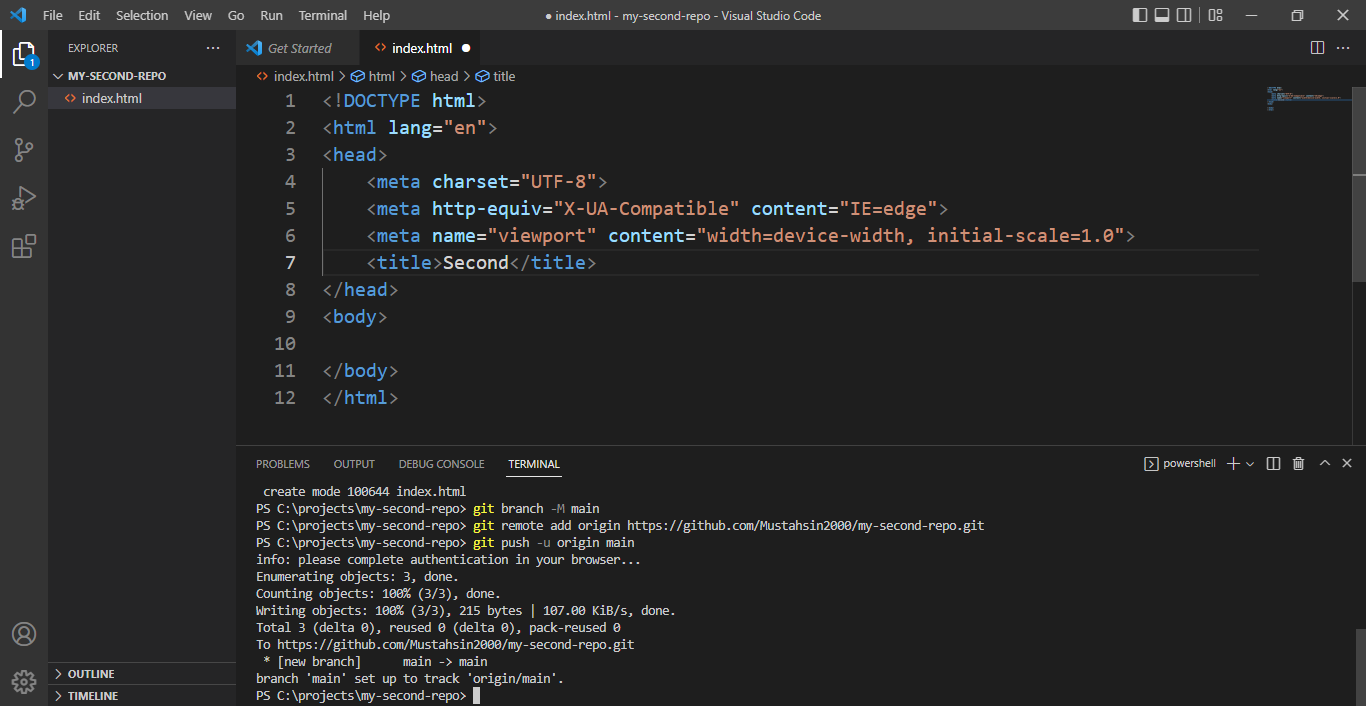 File Edit Selection View Go Run Terminal Help ● index.html - my-second-repo - Visual Studio Code
EXPLORER ···
Get Started
index.html ●
1
MY-SECOND-REPO
index.html
index.html > html > head > title
1 <!DOCTYPE html>
2 <html lang="en">
3 <head>
4     <meta charset="UTF-8">
5     <meta http-equiv="X-UA-Compatible" content="IE=edge">
6     <meta name="viewport" content="width=device-width, initial-scale=1.0">
7     <title>Second</title>
8 </head>
9 <body>
10
11 </body>
12 </html>
PROBLEMS OUTPUT DEBUG CONSOLE TERMINAL powershell
 create mode 100644 index.html
PS C:\projects\my-second-repo> git branch -M main
PS C:\projects\my-second-repo> git remote add origin https://github.com/Mustahsin2000/my-second-repo.git
PS C:\projects\my-second-repo> git push -u origin main
info: please complete authentication in your browser...
Enumerating objects: 3, done.
Counting objects: 100% (3/3), done.
Writing objects: 100% (3/3), 215 bytes | 107.00 KiB/s, done.
Total 3 (delta 0), reused 0 (delta 0), pack-reused 0
To https://github.com/Mustahsin2000/my-second-repo.git
 * [new branch]      main -> main
branch 'main' set up to track 'origin/main'.
PS C:\projects\my-second-repo>
OUTLINE
TIMELINE